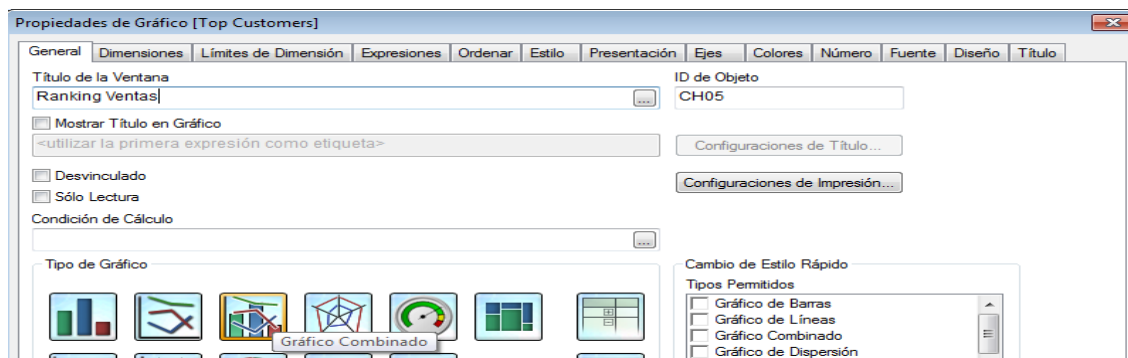 Propiedades de Gráfico [Top Customers]
General Dimensiones Límites de Dimensión Expresiones Ordenar Estilo Presentación Ejes Colores Número Fuente Diseño Título
Título de la Ventana
Ranking Ventas
...
ID de Objeto
CH05
Mostrar Título en Gráfico
<utilizar la primera expresión como etiqueta>
Configuraciones de Título...
Desvinculado
Sólo Lectura
Configuraciones de Impresión...
Condición de Cálculo
...
Tipo de Gráfico
Gráfico Combinado
Cambio de Estilo Rápido
Tipos Permitidos
Gráfico de Barras
Gráfico de Líneas
Gráfico Combinado
Gráfico de Dispersión